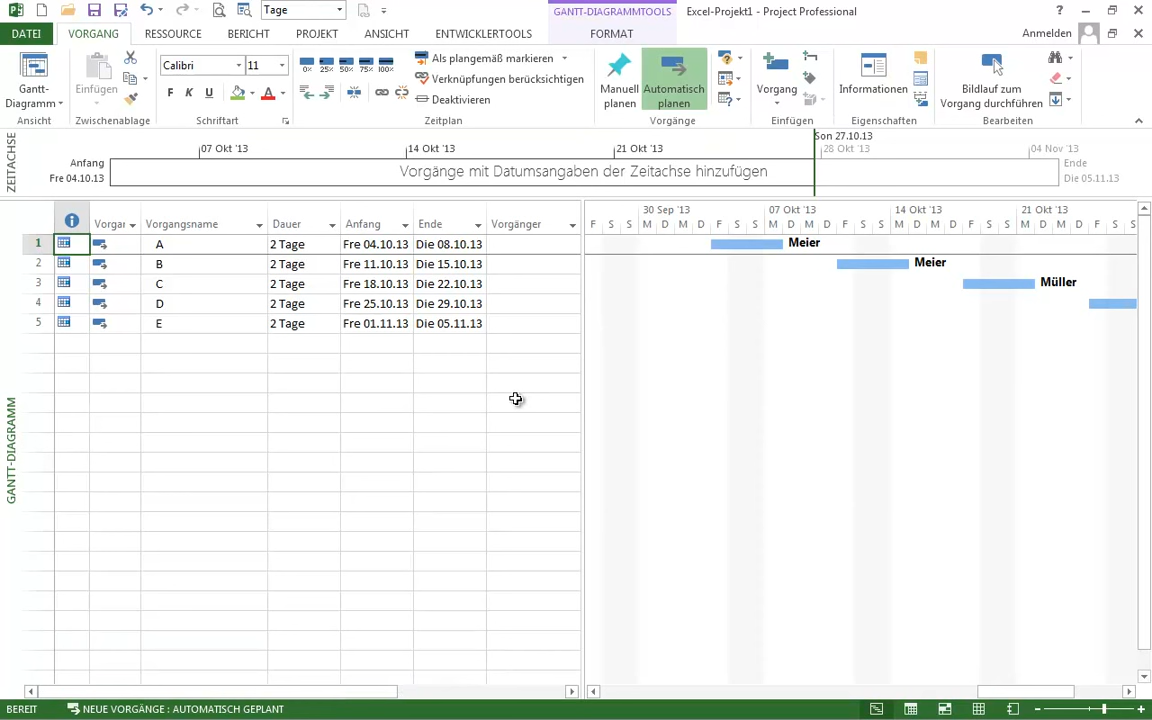 Tage
GANTT-DIAGRAMMTOOLS
Excel-Projekt1 - Project Professional
?
DATEI VORGANG RESSOURCE BERICHT PROJEKT ANSICHT ENTWICKLERTOOLS FORMAT
Anmelden
Gantt-
Diagramm
Ansicht
Einfügen
Zwischenablage
Calibri 11
F K U A
Schriftart
0% 25% 50% 75% 100%
Als plangemäß markieren
Verknüpfungen berücksichtigen
Deaktivieren
Zeitplan
Manuell
planen
Automatisch
planen
Vorgänge
Vorgang
Einfügen
Informationen
Eigenschaften
Bildlauf zum
Vorgang durchführen
Bearbeiten
ZEITACHSE
Son 27.10.13
07 Okt '13 14 Okt '13 21 Okt '13 28 Okt '13 04 Nov '13
Anfang
Fre 04.10.13
Vorgänge mit Datumsangaben der Zeitachse hinzufügen
Ende
Die 05.11.13
30 Sep '13 07 Okt '13 14 Okt '13 21 Okt '13
Vorgar Vorgangsname Dauer Anfang Ende Vorgänger
F S S M D M D F S S M D M D F S S M D M D F S S M D M D F S S
1 A 2 Tage Fre 04.10.13 Die 08.10.13 Meier
2 B 2 Tage Fre 11.10.13 Die 15.10.13 Meier
3 C 2 Tage Fre 18.10.13 Die 22.10.13 Müller
4 D 2 Tage Fre 25.10.13 Die 29.10.13
5 E 2 Tage Fre 01.11.13 Die 05.11.13
GANTT-DIAGRAMM
BEREIT NEUE VORGÄNGE : AUTOMATISCH GEPLANT